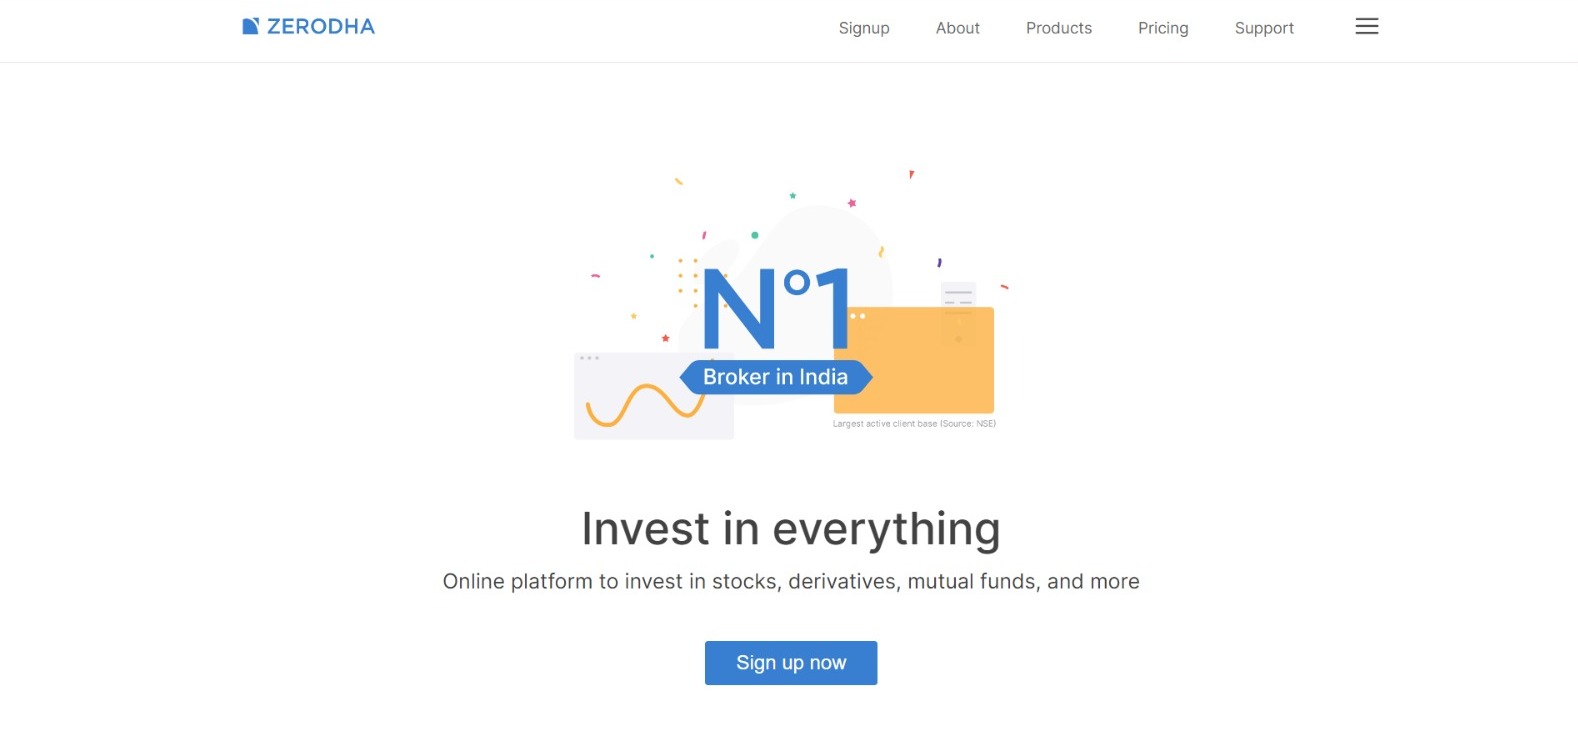 ZERODHA
Signup About Products Pricing Support
N°1
Broker in India
Largest active client base (Source: NSE)
Invest in everything
Online platform to invest in stocks, derivatives, mutual funds, and more
Sign up now